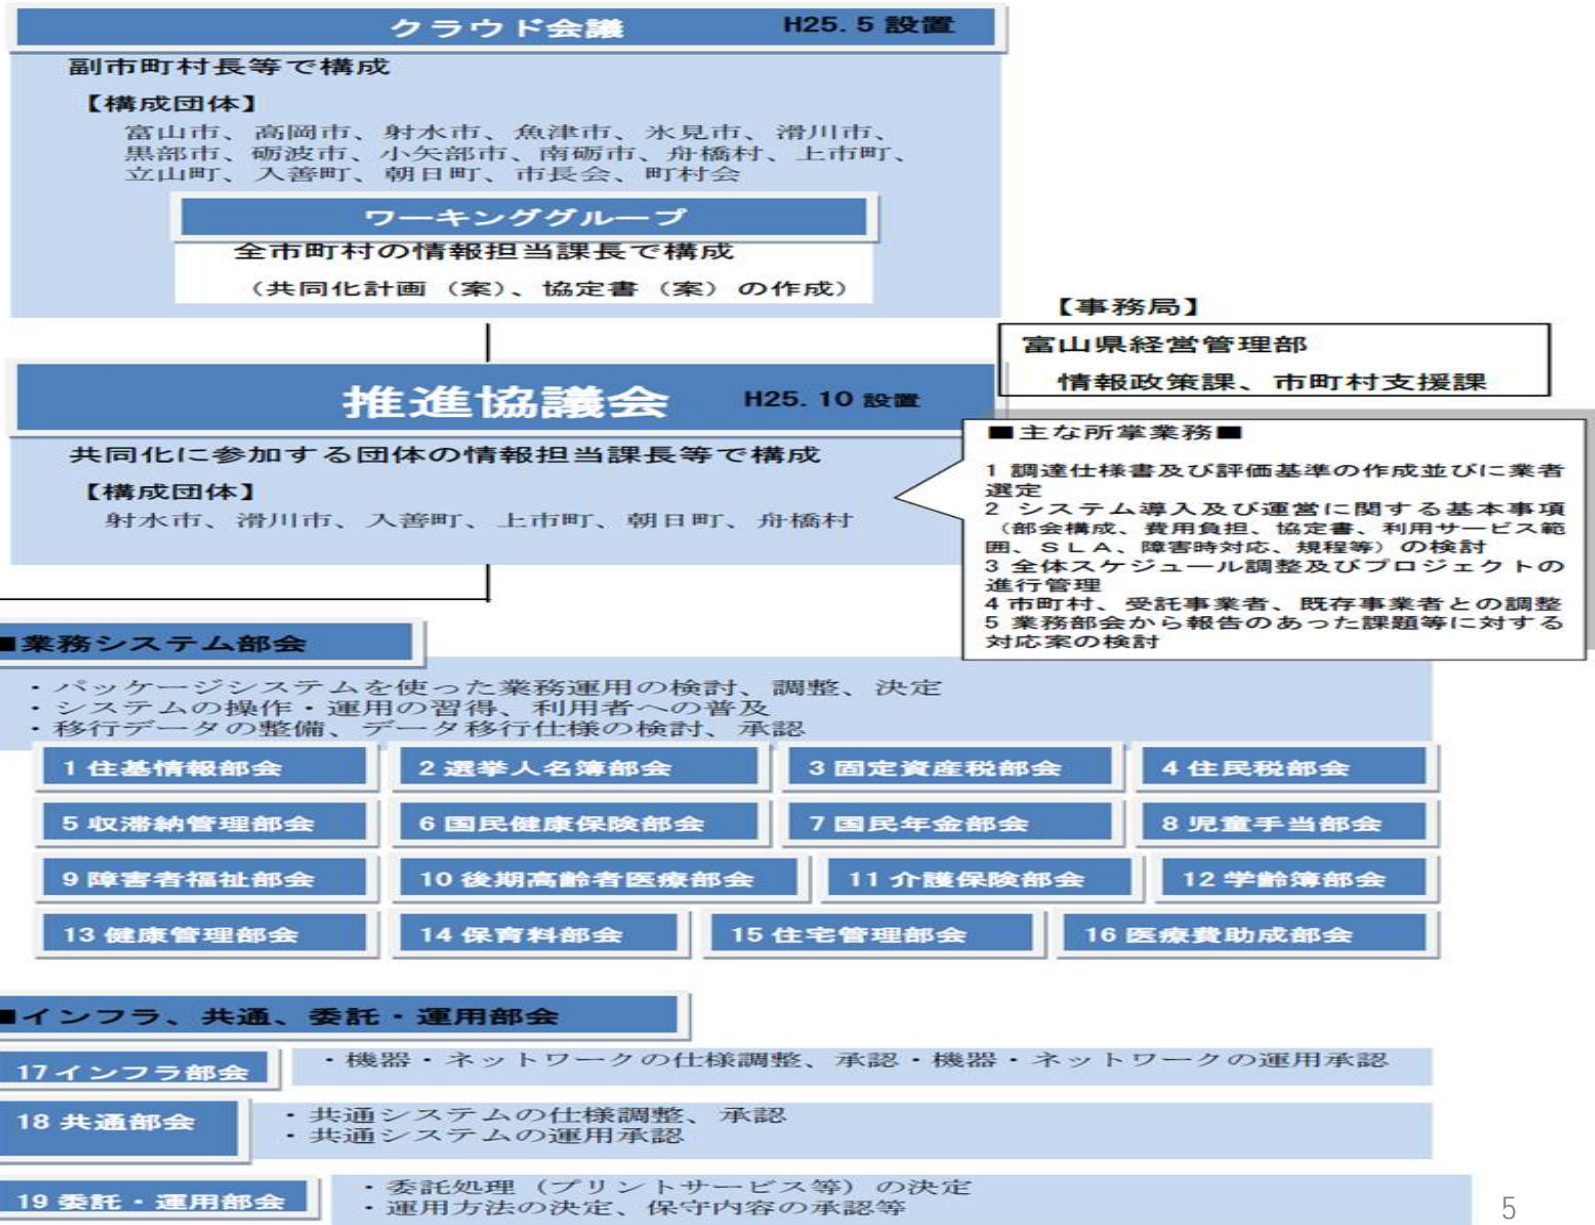 クラウド会議 H25.5 設置
副市町村長等で構成
【構成団体】
富山市、高岡市、射水市、魚津市、氷見市、滑川市、
黒部市、砺波市、小矢部市、南砺市、舟橋村、上市町、
立山町、入善町、朝日町、市長会、町村会
ワーキンググループ
全市町村の情報担当課長で構成
(共同化計画(案)、協定書(案)の作成)
【事務局】
富山県経営管理部
情報政策課、市町村支援課
推進協議会 H25.10 設置
共同化に参加する団体の情報担当課長等で構成
【構成団体】
射水市、滑川市、入善町、上市町、朝日町、舟橋村
■主な所掌業務■
1 調達仕様書及び評価基準の作成並びに業者
選定
2 システム導入及び運営に関する基本事項
(部会構成、費用負担、協定書、利用サービス範
囲、SLA、障害時対応、規程等)の検討
3 全体スケジュール調整及びプロジェクトの
進行管理
4 市町村、受託事業者、既存事業者との調整
5 業務部会から報告のあった課題等に対する
対応案の検討
■業務システム部会
・パッケージシステムを使った業務運用の検討、調整、決定
・システムの操作・運用の習得、利用者への普及
・移行データの整備、データ移行仕様の検討、承認
1 住基情報部会 2 選挙人名簿部会 3 固定資産税部会 4 住民税部会
5 収滞納管理部会 6 国民健康保険部会 7 国民年金部会 8 児童手当部会
9 障害者福祉部会 10 後期高齢者医療部会 11 介護保険部会 12 学齢簿部会
13 健康管理部会 14 保育料部会 15 住宅管理部会 16 医療費助成部会
■インフラ、共通、委託・運用部会
17 インフラ部会 ・機器・ネットワークの仕様調整、承認・機器・ネットワークの運用承認
18 共通部会
・共通システムの仕様調整、承認
・共通システムの運用承認
19 委託・運用部会
・委託処理(プリントサービス等)の決定
・運用方法の決定、保守内容の承認等
5